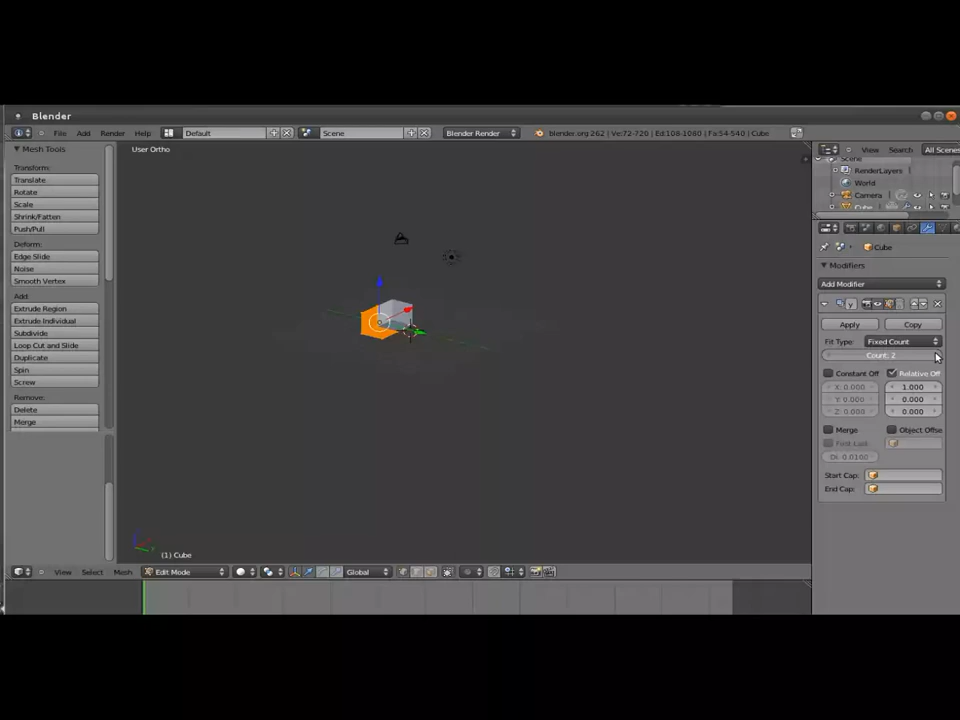 Blender
File Add Render Help Default Scene Blender Render blender.org 262 | Ve:72-720 | Ed:108-1080 | Fa:54-540 | Cube
Mesh Tools
Transform:
Translate
Rotate
Scale
Shrink/Fatten
Push/Pull
Deform:
Edge Slide
Noise
Smooth Vertex
Add
Extrude Region
Extrude Individual
Subdivide
Loop Cut and Slide
Duplicate
Spin
Screw
Remove:
Delete
Merge
User Ortho
(1) Cube
View Select Mesh Edit Mode Global
View Search All Scenes
Scene
RenderLayers
World
Camera
Cube
Cube
Modifiers
Add Modifier
Apply Copy
Fit Type: Fixed Count
Count: 2
Constant Off Relative Off
X: 0.000 1.000
Y: 0.000 0.000
Z: 0.000 0.000
Merge Object Offse
First Last
Di: 0.0100
Start Cap:
End Cap: